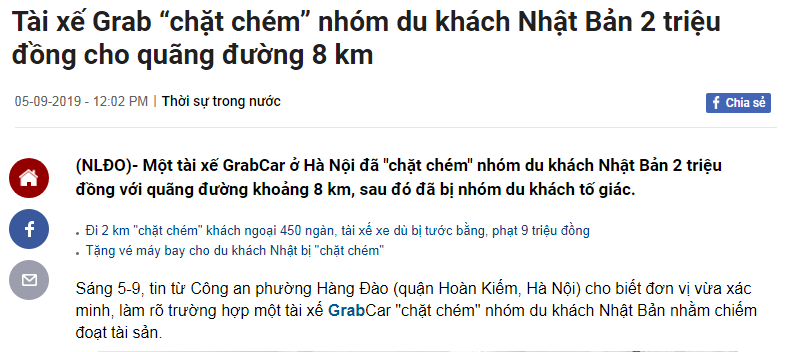 Tài xế Grab “chặt chém” nhóm du khách Nhật Bản 2 triệu
đồng cho quãng đường 8 km
05-09-2019 - 12:02 PM | Thời sự trong nước
f Chia sẻ
(NLĐO)- Một tài xế GrabCar ở Hà Nội đã "chặt chém" nhóm du khách Nhật Bản 2 triệu
đồng với quãng đường khoảng 8 km, sau đó đã bị nhóm du khách tố giác.
Đi 2 km "chặt chém" khách ngoại 450 ngàn, tài xế xe dù bị tước bằng, phạt 9 triệu đồng
Tặng vé máy bay cho du khách Nhật bị "chặt chém"
Sáng 5-9, tin từ Công an phường Hàng Đào (quận Hoàn Kiếm, Hà Nội) cho biết đơn vị vừa xác
minh, làm rõ trường hợp một tài xế GrabCar "chặt chém" nhóm du khách Nhật Bản nhằm chiếm
đoạt tài sản.